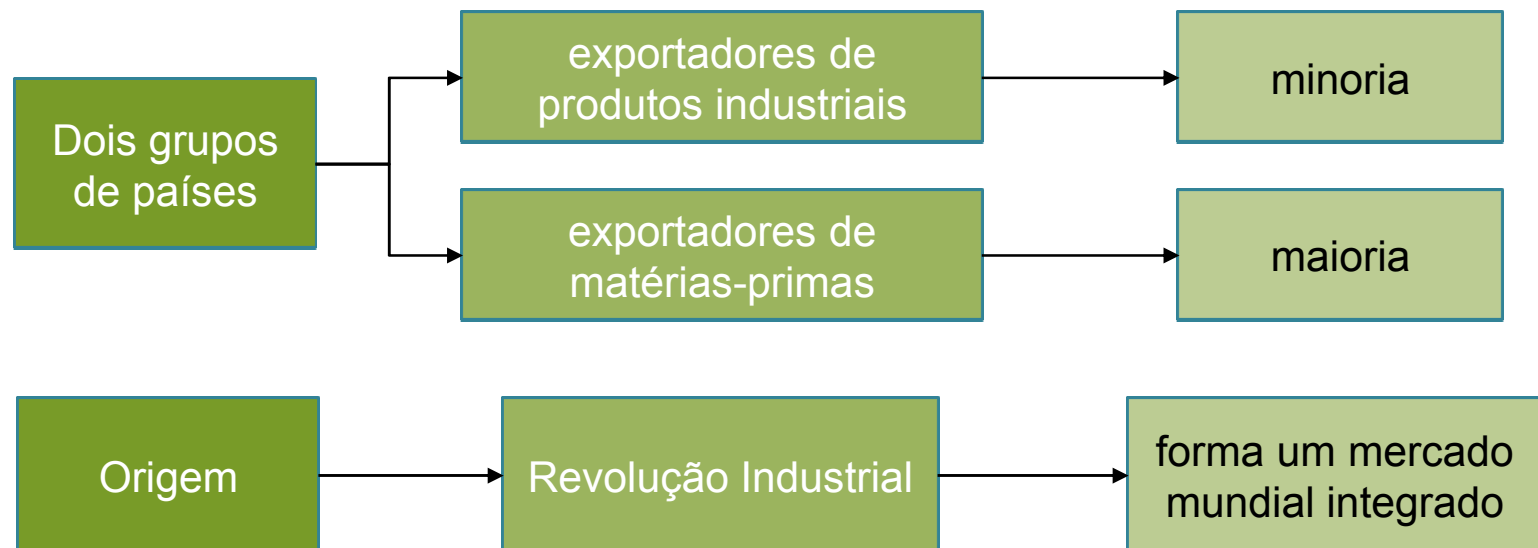 Dois grupos
de países
exportadores de
produtos industriais
minoria
exportadores de
matérias-primas
maioria
Origem
Revolução Industrial
forma um mercado
mundial integrado